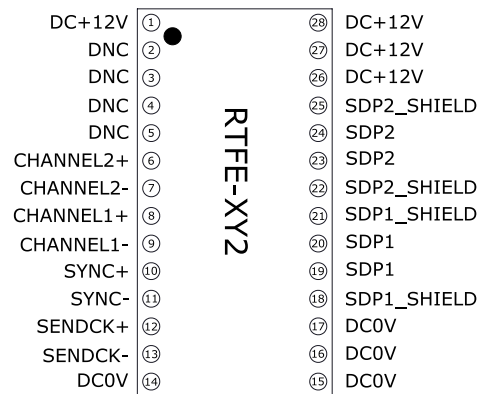 DC+12V 1 28 DC+12V
DNC 2 27 DC+12V
DNC 3 26 DC+12V
DNC 4 25 SDP2_SHIELD
DNC 5 24 SDP2
CHANNEL2+ 6 23 SDP2
CHANNEL2- 7 22 SDP2_SHIELD
CHANNEL1+ 8 21 SDP1_SHIELD
CHANNEL1- 9 20 SDP1
SYNC+ 10 19 SDP1
SYNC- 11 18 SDP1_SHIELD
SENDCK+ 12 17 DC0V
SENDCK- 13 16 DC0V
DC0V 14 15 DC0V
RTFE-XY2